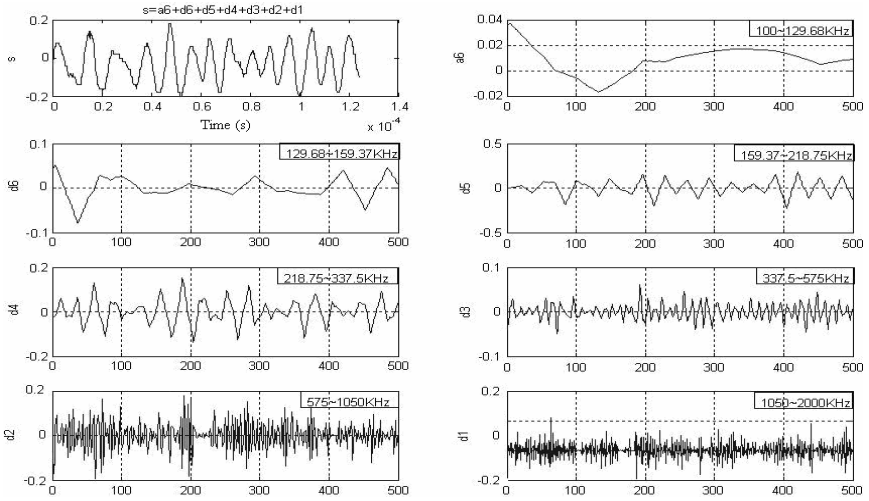 s=a6+d6+d5+d4+d3+d2+d1
0.2
0
-0.2
s
0 0.2 0.4 0.6 0.8 1 1.2 1.4
Time (s)
x 10^-4
100~129.68KHz
0.04
0.02
0
-0.02
a6
0 100 200 300 400 500
129.68~159.37KHz
0.1
0
-0.1
d6
0 100 200 300 400 500
159.37~218.75KHz
0.5
0
-0.5
d5
0 100 200 300 400 500
218.75~337.5KHz
0.2
0
-0.2
d4
0 100 200 300 400 500
337.5~575KHz
0.1
0
-0.1
d3
0 100 200 300 400 500
575~1050KHz
0.2
0
-0.2
d2
0 100 200 300 400 500
1050~2000KHz
0.2
0
-0.2
d1
0 100 200 300 400 500